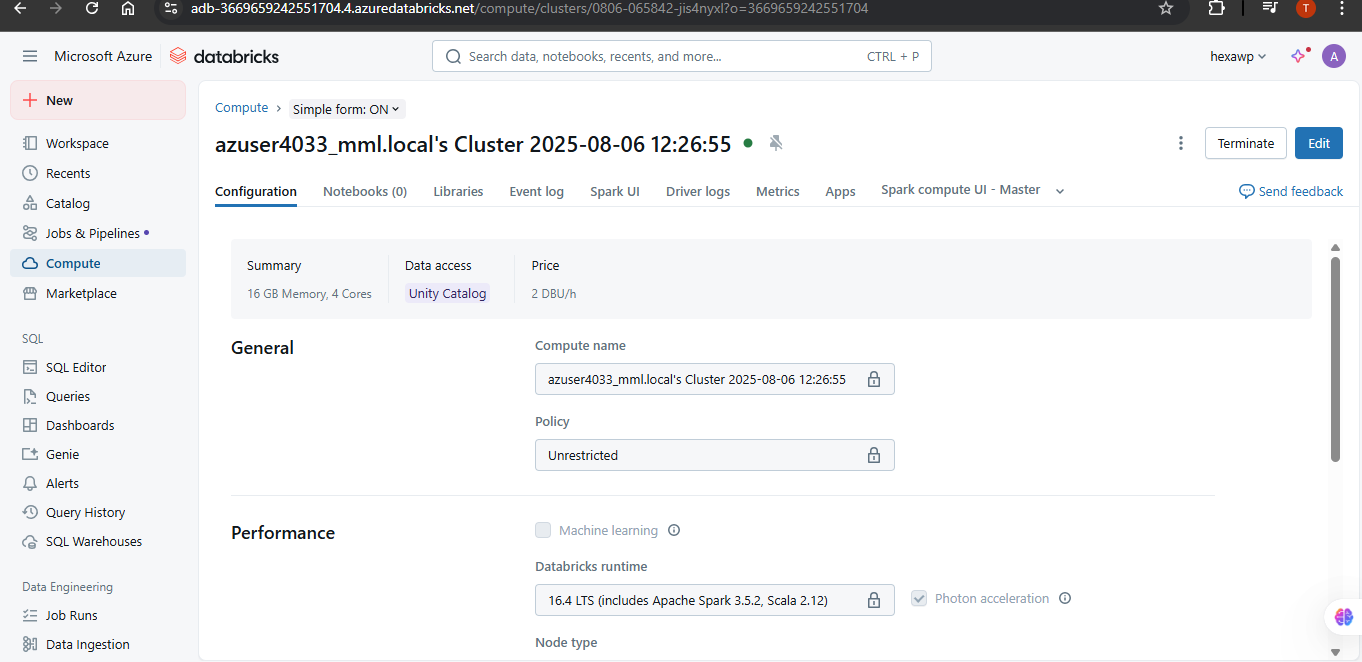 adb-3669659242551704.4.azuredatabricks.net/compute/clusters/0806-065842-jis4nyxl?o=3669659242551704
T
Microsoft Azure databricks
Search data, notebooks, recents, and more... CTRL + P
hexawp
A
New
Workspace
Recents
Catalog
Jobs & Pipelines
Compute
Marketplace
SQL
SQL Editor
Queries
Dashboards
Genie
Alerts
Query History
SQL Warehouses
Data Engineering
Job Runs
Data Ingestion
Compute Simple form: ON
azuser4033_mml.local's Cluster 2025-08-06 12:26:55
Terminate Edit
Configuration Notebooks (0) Libraries Event log Spark UI Driver logs Metrics Apps Spark compute UI - Master
Send feedback
Summary Data access Price
16 GB Memory, 4 Cores Unity Catalog 2 DBU/h
General
Compute name
azuser4033_mml.local's Cluster 2025-08-06 12:26:55
Policy
Unrestricted
Performance
Machine learning
Databricks runtime
16.4 LTS (includes Apache Spark 3.5.2, Scala 2.12)
Photon acceleration
Node type